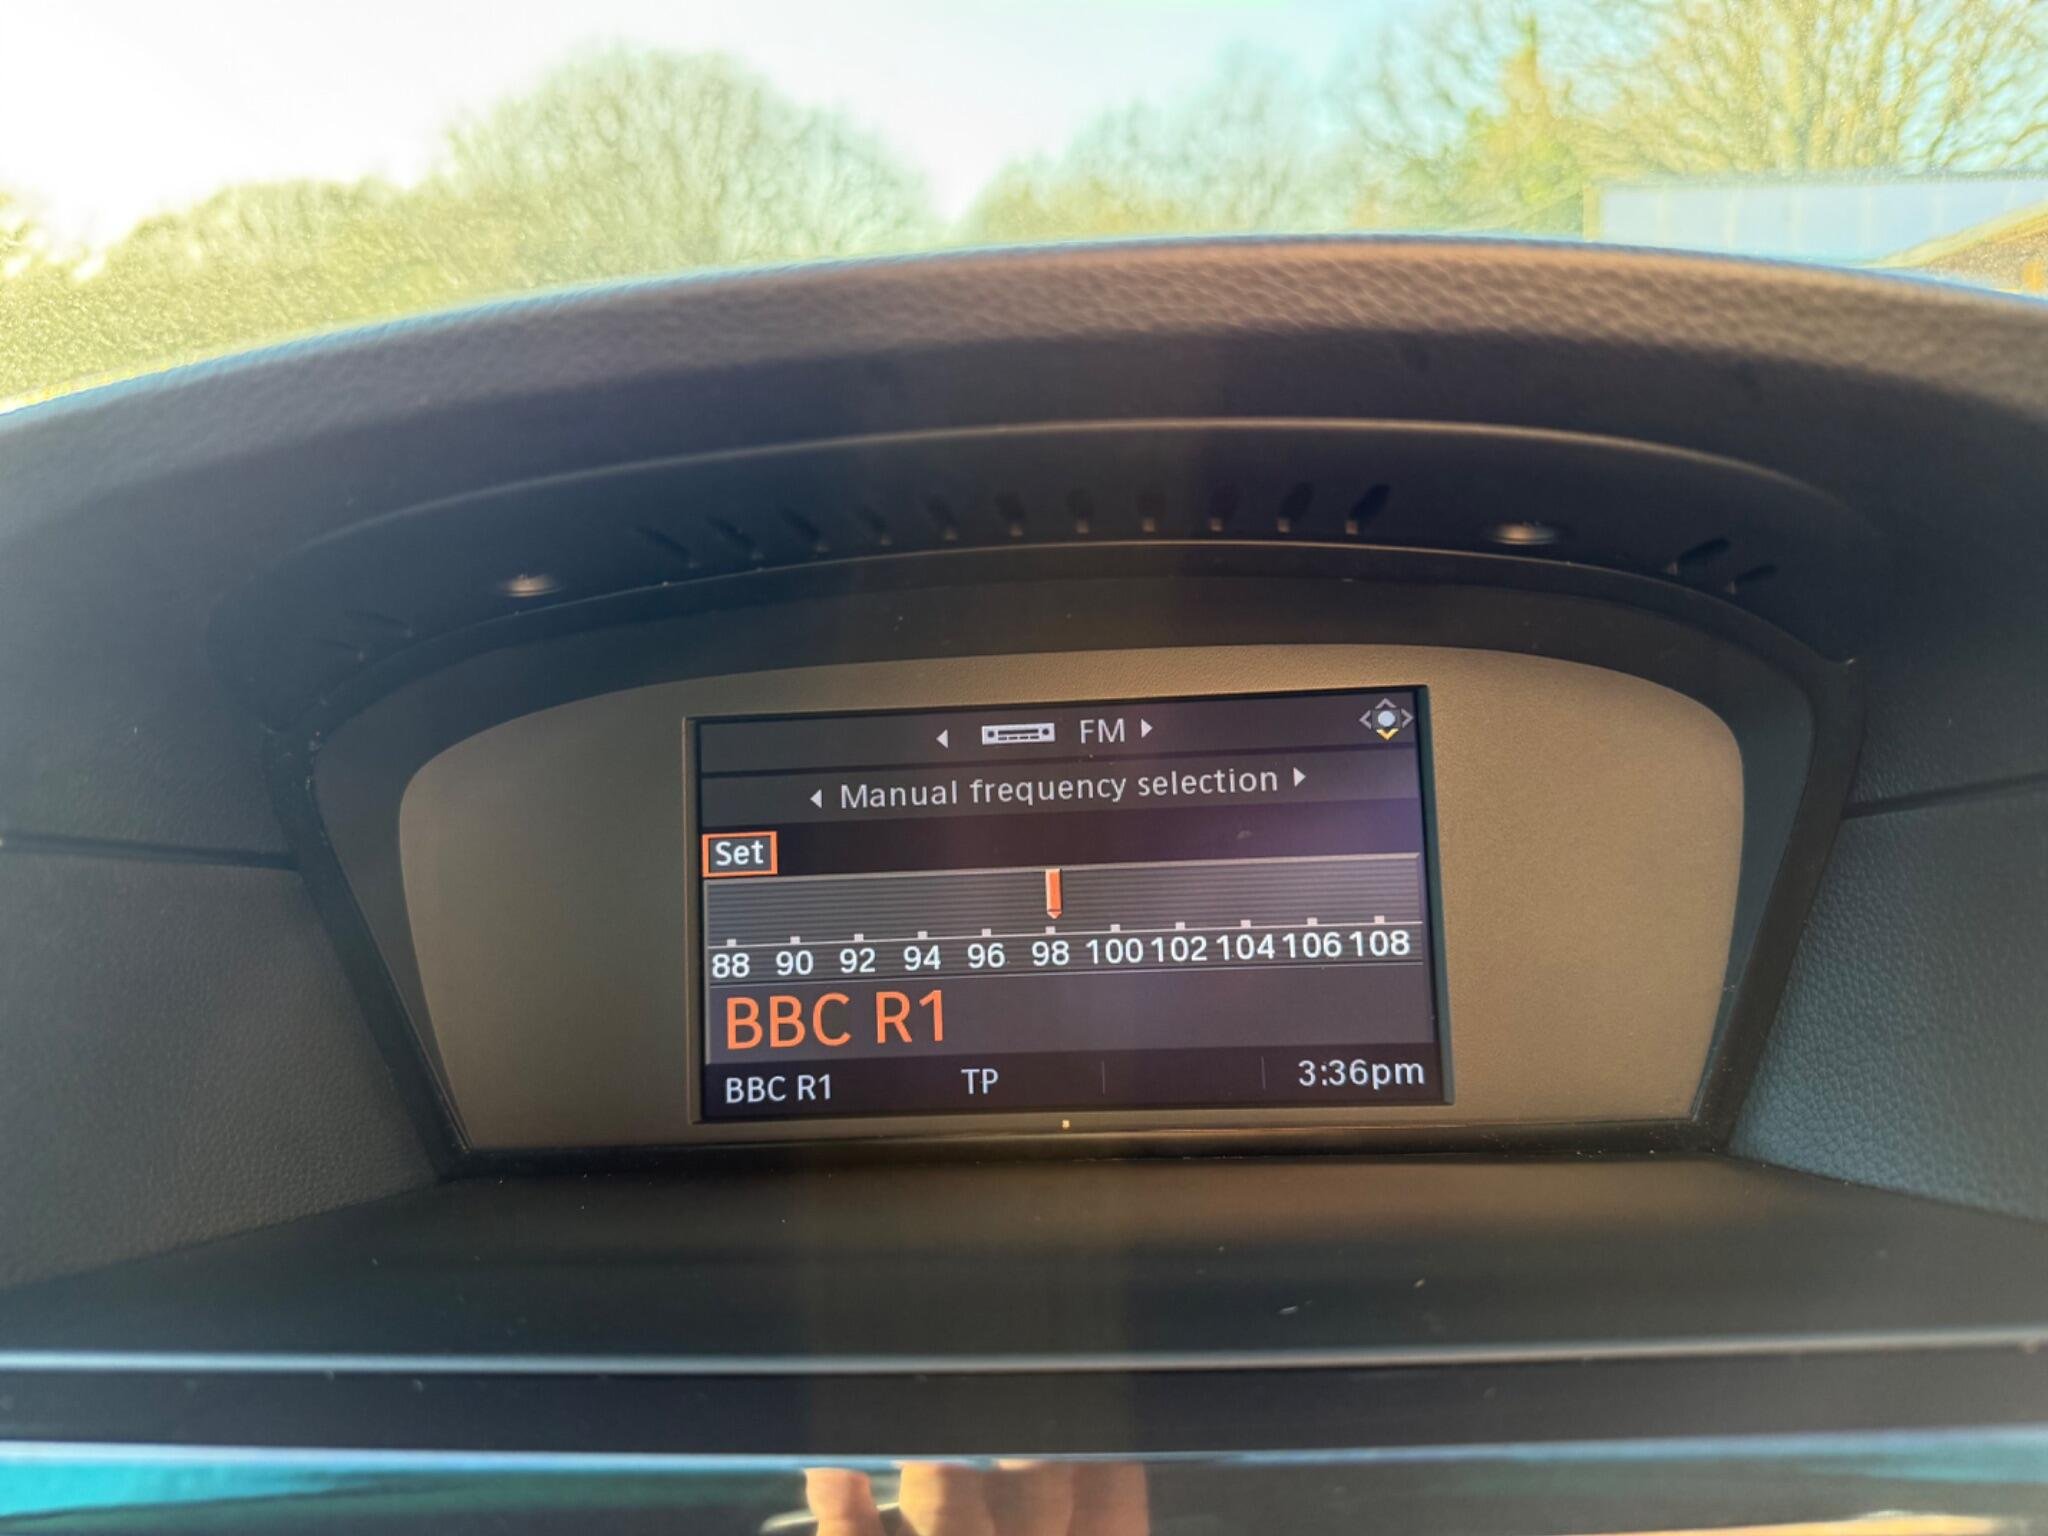 FM
Manual frequency selection
Set
88 90 92 94 96 98 100 102 104 106 108
BBC R1
BBC R1 TP 3:36pm